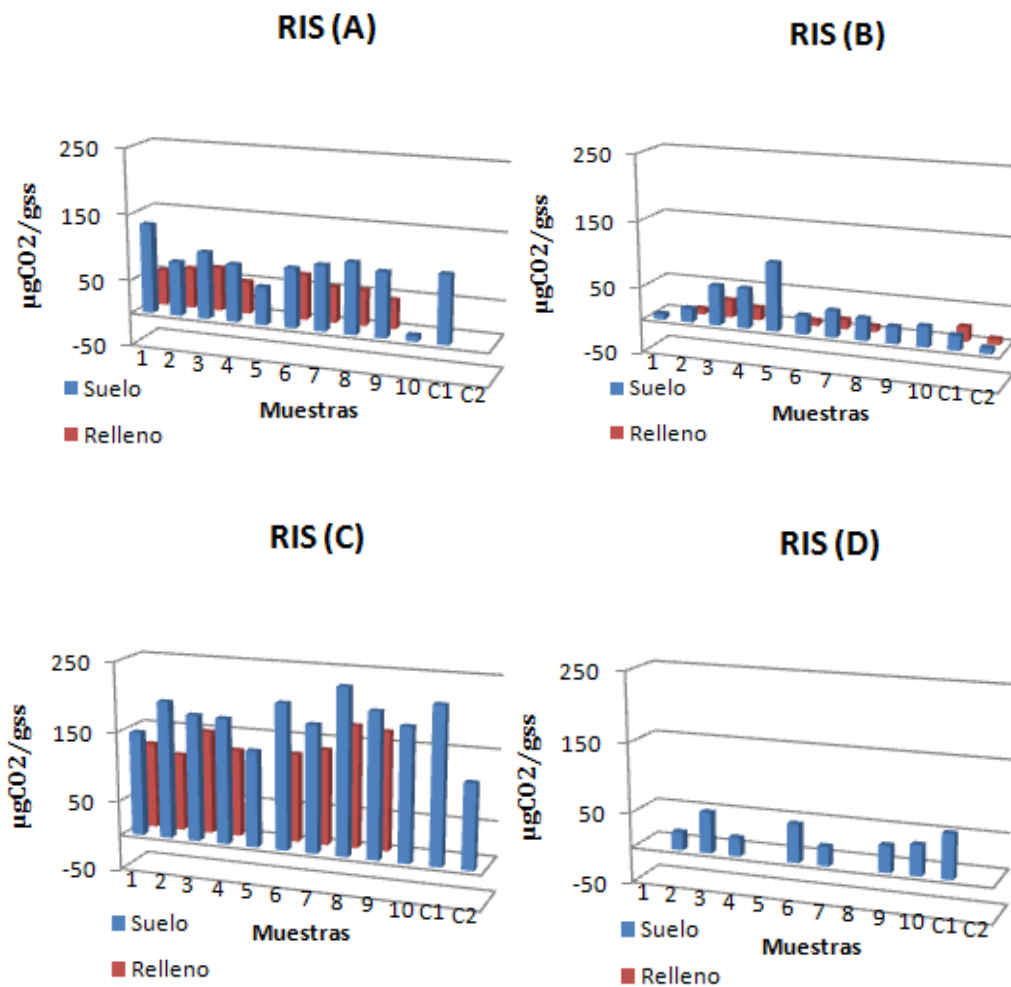 RIS (A)
250
150
50
-50
µgCO2/gss
1 2 3 4 5 6 7 8 9 10 C1 C2
Muestras
Suelo
Relleno
RIS (B)
250
150
50
-50
µgCO2/gss
1 2 3 4 5 6 7 8 9 10 C1 C2
Muestras
Suelo
Relleno
RIS (C)
250
150
50
-50
µgCO2/gss
1 2 3 4 5 6 7 8 9 10 C1 C2
Muestras
Suelo
Relleno
RIS (D)
250
150
50
-50
µgCO2/gss
1 2 3 4 5 6 7 8 9 10 C1 C2
Muestras
Suelo
Relleno